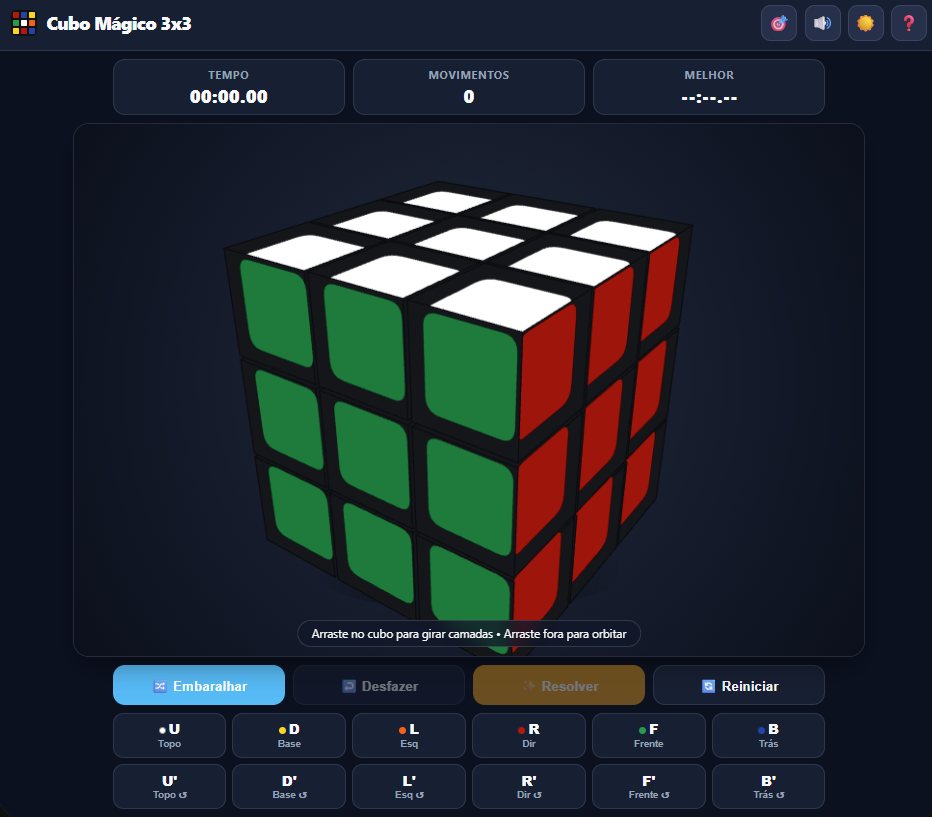 Cubo Mágico 3x3
TEMPO
00:00.00
MOVIMENTOS
0
MELHOR
--:--.--
Arraste no cubo para girar camadas • Arraste fora para orbitar
Embaralhar
Desfazer
Resolver
Reiniciar
U
Topo
D
Base
L
Esq
R
Dir
F
Frente
B
Trás
U'
Topo ↺
D'
Base ↺
L'
Esq ↺
R'
Dir ↺
F'
Frente ↺
B'
Trás ↺